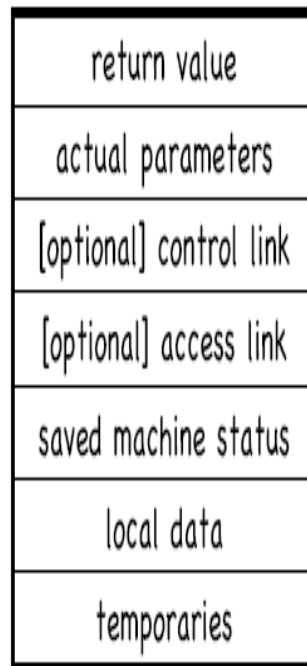 return value
actual parameters
[optional] control link
[optional] access link
saved machine status
local data
temporaries